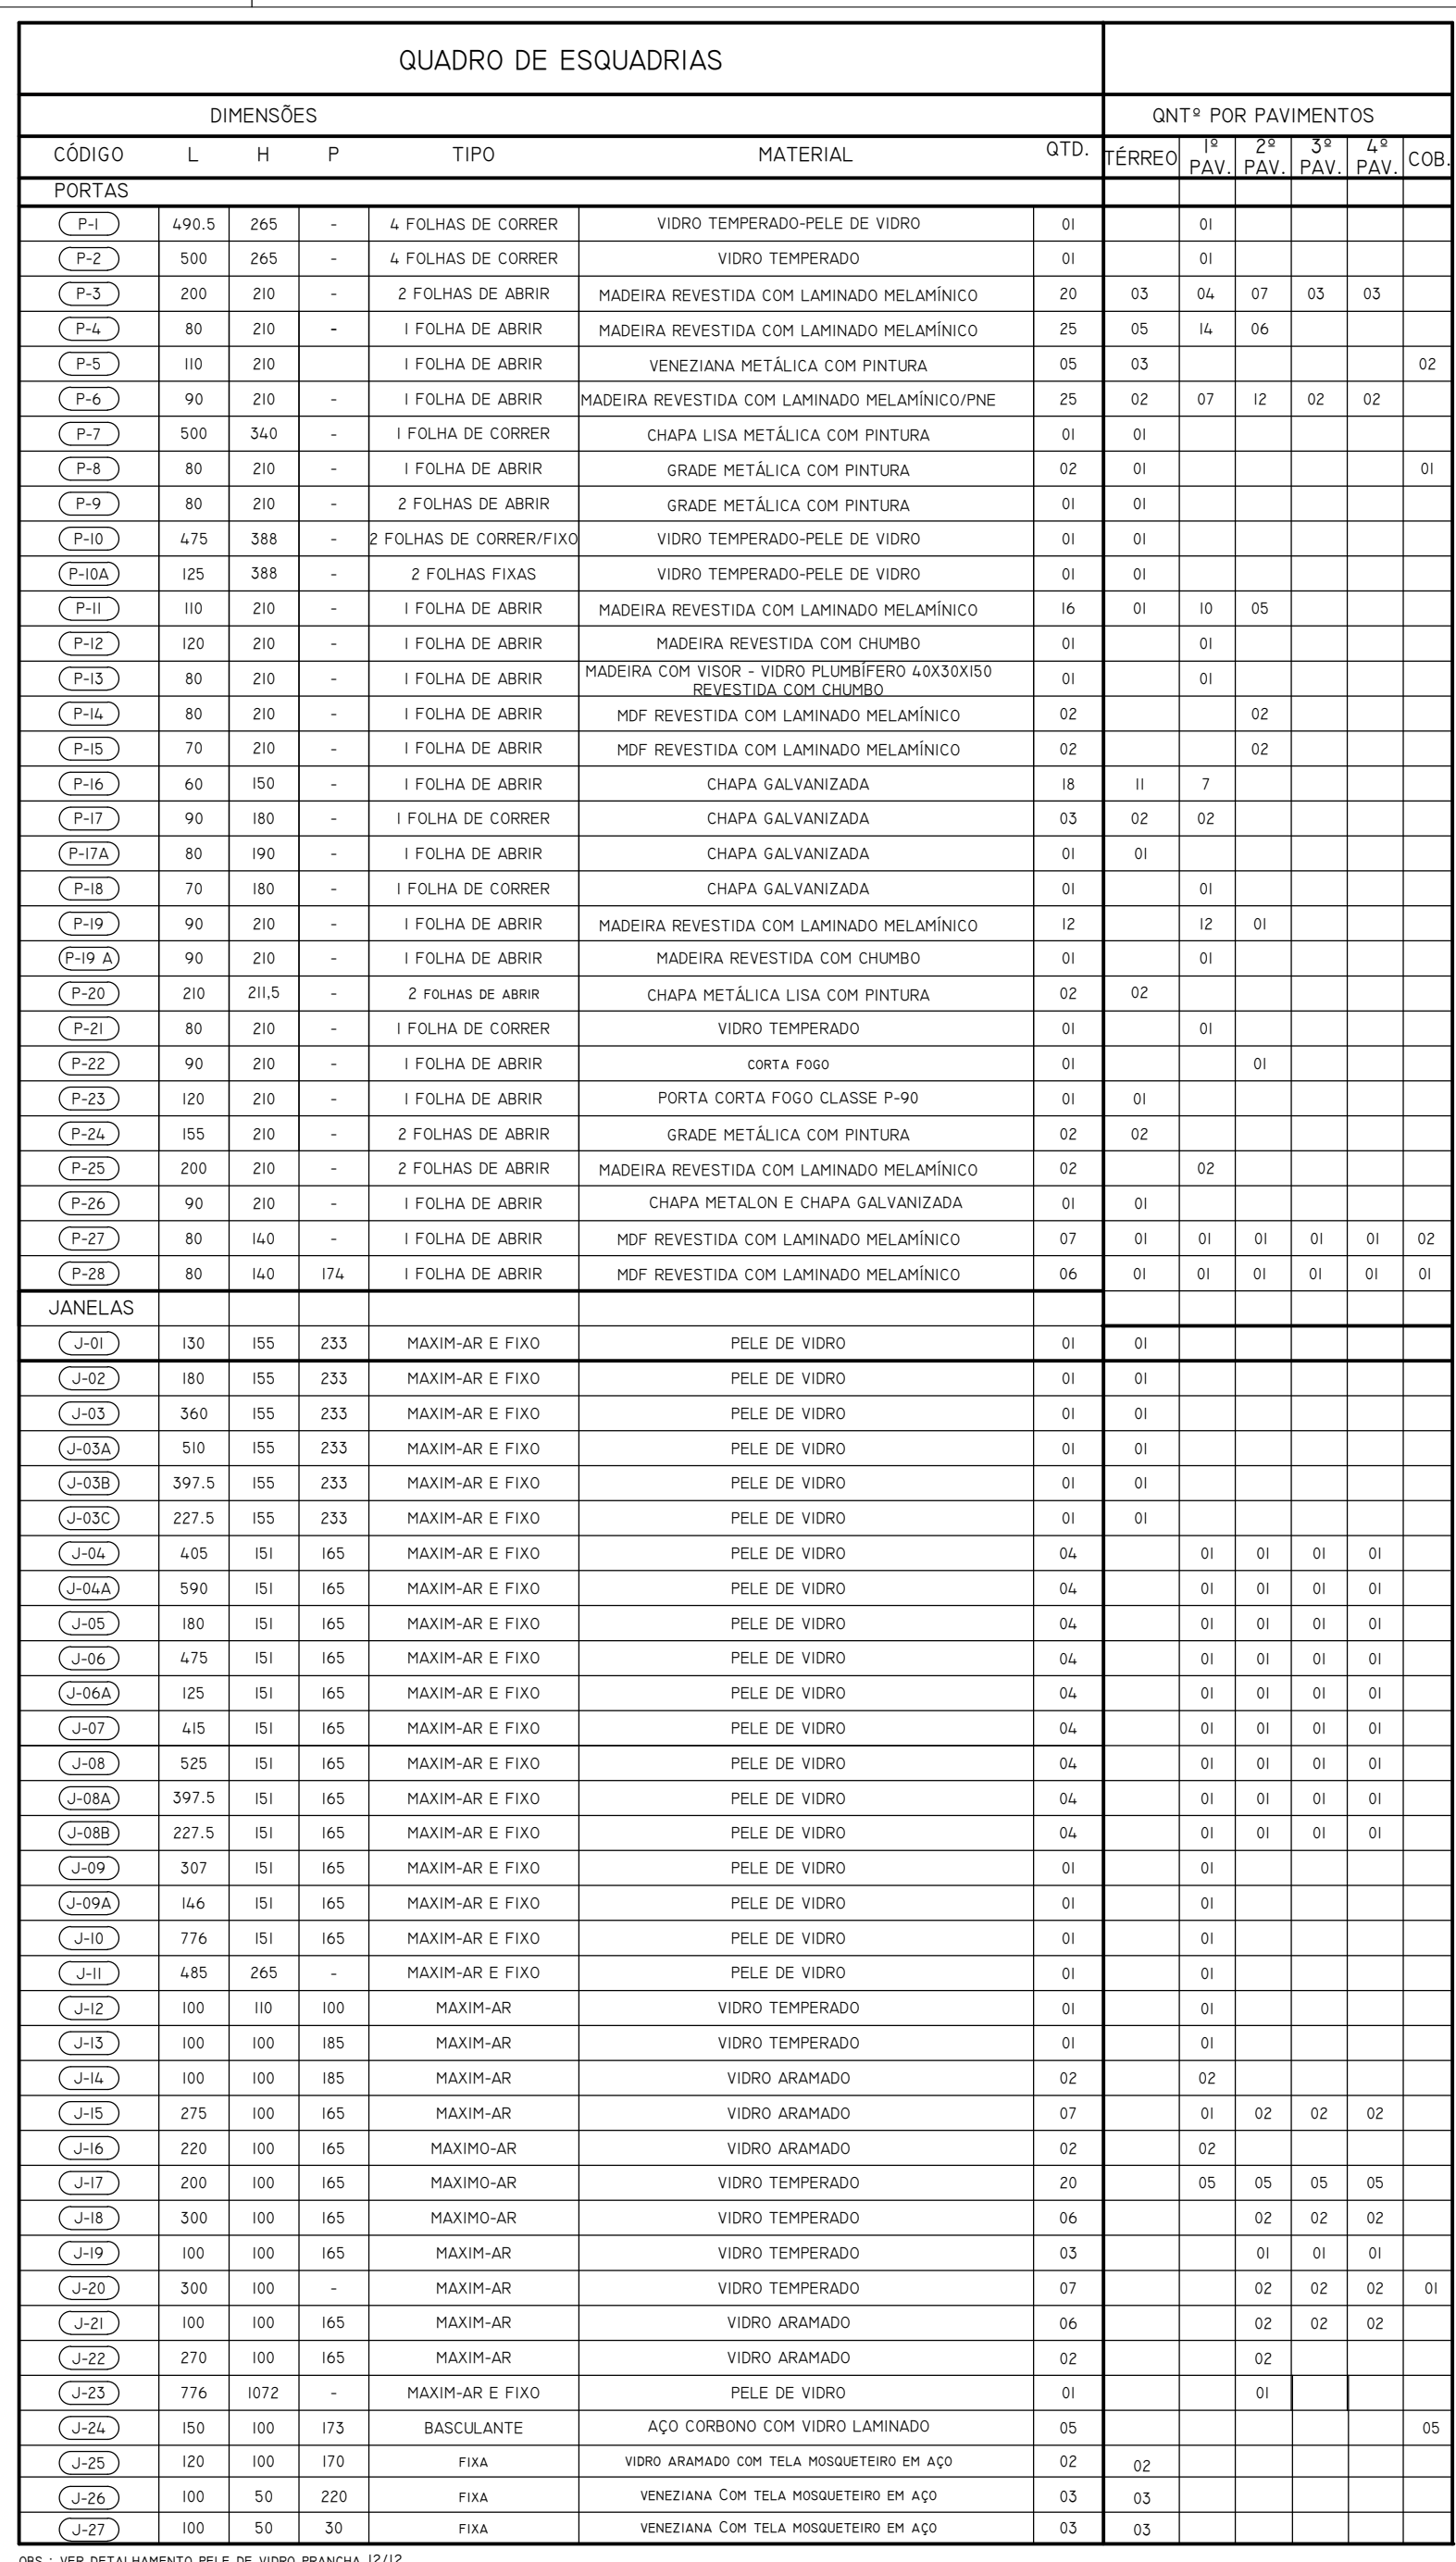 QUADRO DE ESQUADRIAS
DIMENSÕES QNTº POR PAVIMENTOS
CÓDIGO L H P TIPO MATERIAL QTD. TÉRREO 1º PAV. 2º PAV. 3º PAV. 4º PAV. COB.
PORTAS
P-1 490.5 265 - 4 FOLHAS DE CORRER VIDRO TEMPERADO-PELE DE VIDRO 01 01
P-2 500 265 - 4 FOLHAS DE CORRER VIDRO TEMPERADO 01 01
P-3 200 210 - 2 FOLHAS DE ABRIR MADEIRA REVESTIDA COM LAMINADO MELAMÍNICO 20 03 04 07 03 03
P-4 80 210 - 1 FOLHA DE ABRIR MADEIRA REVESTIDA COM LAMINADO MELAMÍNICO 25 05 14 06
P-5 110 210 1 FOLHA DE ABRIR VENEZIANA METÁLICA COM PINTURA 05 03 02
P-6 90 210 - 1 FOLHA DE ABRIR MADEIRA REVESTIDA COM LAMINADO MELAMÍNICO/PNE 25 02 07 12 02 02
P-7 500 340 - 1 FOLHA DE CORRER CHAPA LISA METÁLICA COM PINTURA 01 01
P-8 80 210 - 1 FOLHA DE ABRIR GRADE METÁLICA COM PINTURA 02 01 01
P-9 80 210 - 2 FOLHAS DE ABRIR GRADE METÁLICA COM PINTURA 01 01
P-10 475 388 - 2 FOLHAS DE CORRER/FIXO VIDRO TEMPERADO-PELE DE VIDRO 01 01
P-10A 125 388 - 2 FOLHAS FIXAS VIDRO TEMPERADO-PELE DE VIDRO 01 01
P-11 110 210 - 1 FOLHA DE ABRIR MADEIRA REVESTIDA COM LAMINADO MELAMÍNICO 16 01 10 05
P-12 120 210 - 1 FOLHA DE ABRIR MADEIRA REVESTIDA COM CHUMBO 01 01
P-13 80 210 - 1 FOLHA DE ABRIR MADEIRA COM VISOR - VIDRO PLUMBÍFERO 40X30X150 01 01
REVESTIDA COM CHUMBO
P-14 80 210 - 1 FOLHA DE ABRIR MDF REVESTIDA COM LAMINADO MELAMÍNICO 02 02
P-15 70 210 - 1 FOLHA DE ABRIR MDF REVESTIDA COM LAMINADO MELAMÍNICO 02 02
P-16 60 150 - 1 FOLHA DE ABRIR CHAPA GALVANIZADA 18 11 7
P-17 90 180 - 1 FOLHA DE CORRER CHAPA GALVANIZADA 03 02 02
P-17A 80 190 - 1 FOLHA DE ABRIR CHAPA GALVANIZADA 01 01
P-18 70 180 - 1 FOLHA DE CORRER CHAPA GALVANIZADA 01 01
P-19 90 210 - 1 FOLHA DE ABRIR MADEIRA REVESTIDA COM LAMINADO MELAMÍNICO 12 12 01
P-19 A 90 210 - 1 FOLHA DE ABRIR MADEIRA REVESTIDA COM CHUMBO 01 01
P-20 210 211,5 - 2 FOLHAS DE ABRIR CHAPA METÁLICA LISA COM PINTURA 02 02
P-21 80 210 - 1 FOLHA DE CORRER VIDRO TEMPERADO 01 01
P-22 90 210 - 1 FOLHA DE ABRIR CORTA FOGO 01 01
P-23 120 210 - 1 FOLHA DE ABRIR PORTA CORTA FOGO CLASSE P-90 01 01
P-24 155 210 - 2 FOLHAS DE ABRIR GRADE METÁLICA COM PINTURA 02 02
P-25 200 210 - 2 FOLHAS DE ABRIR MADEIRA REVESTIDA COM LAMINADO MELAMÍNICO 02 02
P-26 90 210 - 1 FOLHA DE ABRIR CHAPA METALON E CHAPA GALVANIZADA 01 01
P-27 80 140 - 1 FOLHA DE ABRIR MDF REVESTIDA COM LAMINADO MELAMÍNICO 07 01 01 01 01 01 02
P-28 80 140 174 1 FOLHA DE ABRIR MDF REVESTIDA COM LAMINADO MELAMÍNICO 06 01 01 01 01 01 01
JANELAS
J-01 130 155 233 MAXIM-AR E FIXO PELE DE VIDRO 01 01
J-02 180 155 233 MAXIM-AR E FIXO PELE DE VIDRO 01 01
J-03 360 155 233 MAXIM-AR E FIXO PELE DE VIDRO 01 01
J-03A 510 155 233 MAXIM-AR E FIXO PELE DE VIDRO 01 01
J-03B 397.5 155 233 MAXIM-AR E FIXO PELE DE VIDRO 01 01
J-03C 227.5 155 233 MAXIM-AR E FIXO PELE DE VIDRO 01 01
J-04 405 151 165 MAXIM-AR E FIXO PELE DE VIDRO 04 01 01 01 01
J-04A 590 151 165 MAXIM-AR E FIXO PELE DE VIDRO 04 01 01 01 01
J-05 180 151 165 MAXIM-AR E FIXO PELE DE VIDRO 04 01 01 01 01
J-06 475 151 165 MAXIM-AR E FIXO PELE DE VIDRO 04 01 01 01 01
J-06A 125 151 165 MAXIM-AR E FIXO PELE DE VIDRO 04 01 01 01 01
J-07 415 151 165 MAXIM-AR E FIXO PELE DE VIDRO 04 01 01 01 01
J-08 525 151 165 MAXIM-AR E FIXO PELE DE VIDRO 04 01 01 01 01
J-08A 397.5 151 165 MAXIM-AR E FIXO PELE DE VIDRO 04 01 01 01 01
J-08B 227.5 151 165 MAXIM-AR E FIXO PELE DE VIDRO 04 01 01 01 01
J-09 307 151 165 MAXIM-AR E FIXO PELE DE VIDRO 01 01
J-09A 146 151 165 MAXIM-AR E FIXO PELE DE VIDRO 01 01
J-10 776 151 165 MAXIM-AR E FIXO PELE DE VIDRO 01 01
J-11 485 265 - MAXIM-AR E FIXO PELE DE VIDRO 01 01
J-12 100 110 100 MAXIM-AR VIDRO TEMPERADO 01 01
J-13 100 100 185 MAXIM-AR VIDRO TEMPERADO 01 01
J-14 100 100 185 MAXIM-AR VIDRO ARAMADO 02 02
J-15 275 100 165 MAXIM-AR VIDRO ARAMADO 07 01 02 02 02
J-16 220 100 165 MAXIMO-AR VIDRO ARAMADO 02 02
J-17 200 100 165 MAXIMO-AR VIDRO TEMPERADO 20 05 05 05 05
J-18 300 100 165 MAXIMO-AR VIDRO TEMPERADO 06 02 02 02
J-19 100 100 165 MAXIM-AR VIDRO TEMPERADO 03 01 01 01
J-20 300 100 - MAXIM-AR VIDRO TEMPERADO 07 02 02 02 01
J-21 100 100 165 MAXIM-AR VIDRO ARAMADO 06 02 02 02
J-22 270 100 165 MAXIM-AR VIDRO ARAMADO 02 02
J-23 776 1072 - MAXIM-AR E FIXO PELE DE VIDRO 01 01
J-24 150 100 173 BASCULANTE AÇO CORBONO COM VIDRO LAMINADO 05 05
J-25 120 100 170 FIXA VIDRO ARAMADO COM TELA MOSQUETEIRO EM AÇO 02 02
J-26 100 50 220 FIXA VENEZIANA COM TELA MOSQUETEIRO EM AÇO 03 03
J-27 100 50 30 FIXA VENEZIANA COM TELA MOSQUETEIRO EM AÇO 03 03
OBS.: VER DETALHAMENTO PELE DE VIDRO PRANCHA 12/12